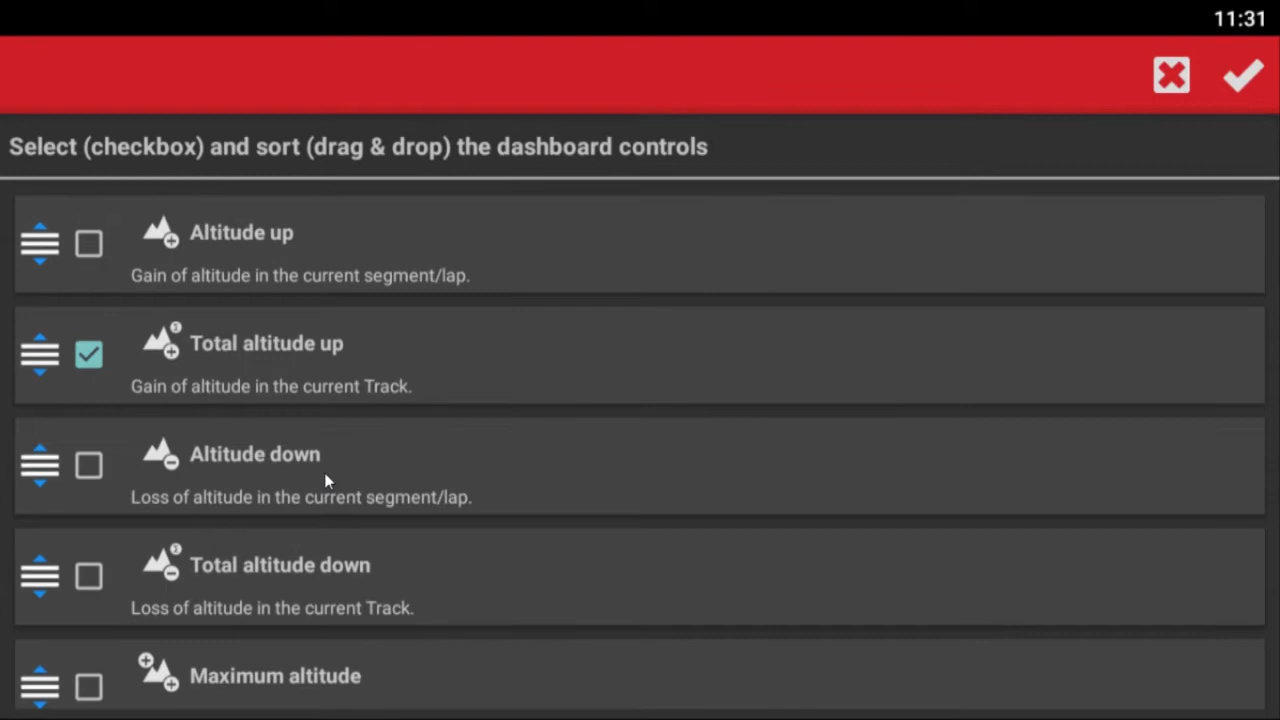 11:31
Select (checkbox) and sort (drag & drop) the dashboard controls
Altitude up
Gain of altitude in the current segment/lap.
Total altitude up
Gain of altitude in the current Track.
Altitude down
Loss of altitude in the current segment/lap.
Total altitude down
Loss of altitude in the current Track.
Maximum altitude